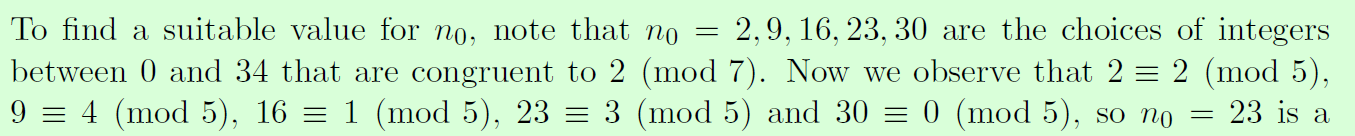 To find a suitable value for n₀, note that n₀ = 2, 9, 16, 23, 30 are the choices of integers
between 0 and 34 that are congruent to 2 (mod 7). Now we observe that 2 ≡ 2 (mod 5),
9 ≡ 4 (mod 5), 16 ≡ 1 (mod 5), 23 ≡ 3 (mod 5) and 30 ≡ 0 (mod 5), so n₀ = 23 is a